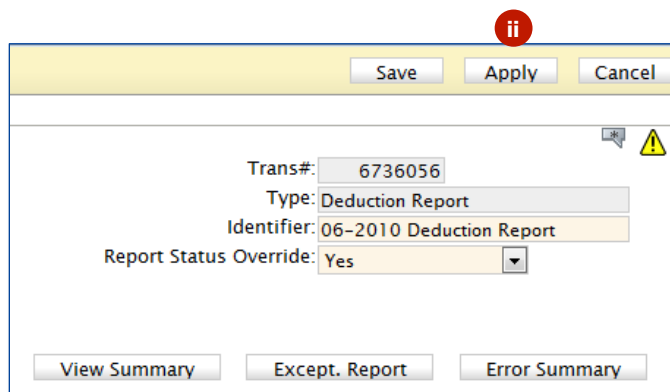 ii
Save Apply Cancel
Trans#: 6736056
Type: Deduction Report
Identifier: 06-2010 Deduction Report
Report Status Override: Yes
View Summary Except. Report Error Summary